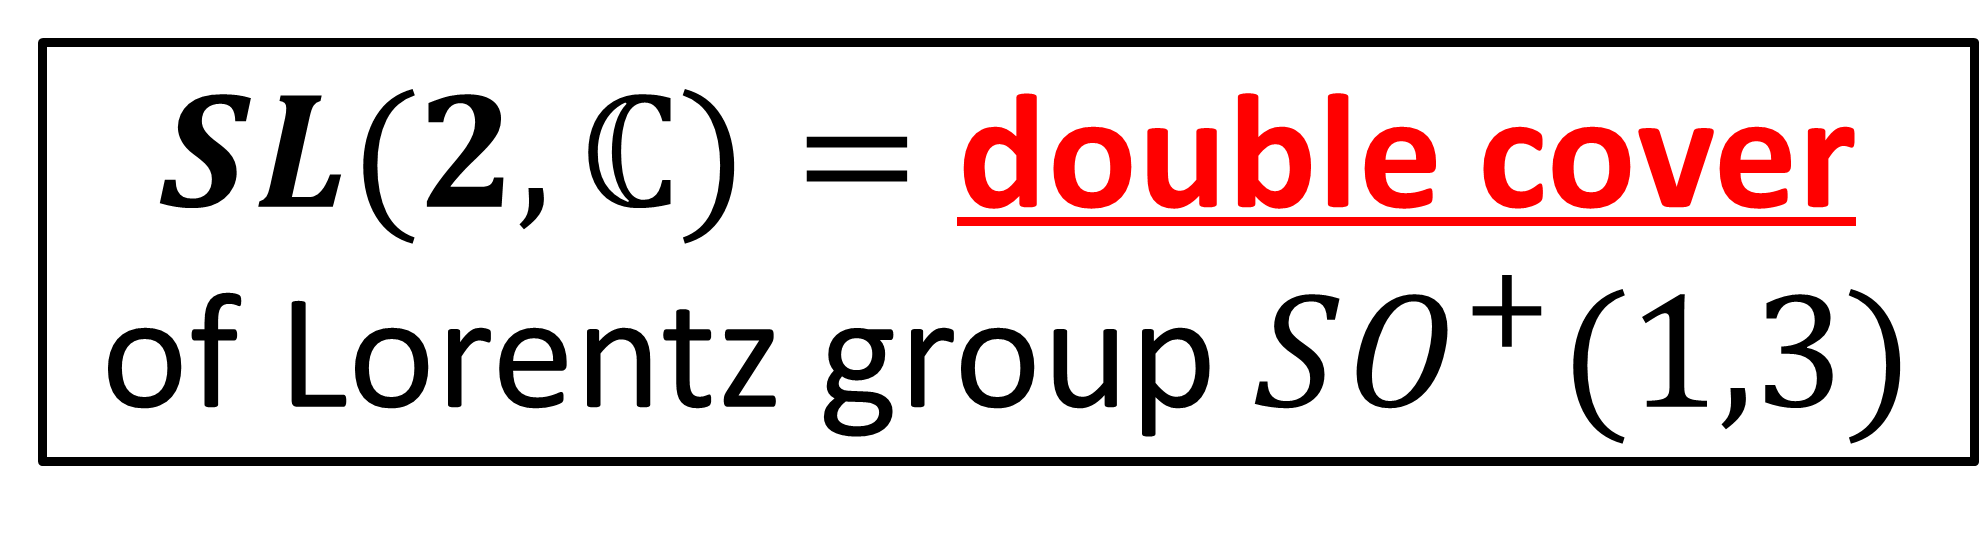 SL(2, ℂ) = double cover
of Lorentz group SO⁺(1,3)